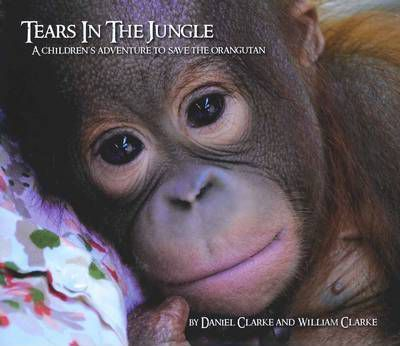 TEARS IN THE JUNGLE
A CHILDREN'S ADVENTURE TO SAVE THE ORANGUTAN
BY DANIEL CLARKE AND WILLIAM CLARKE